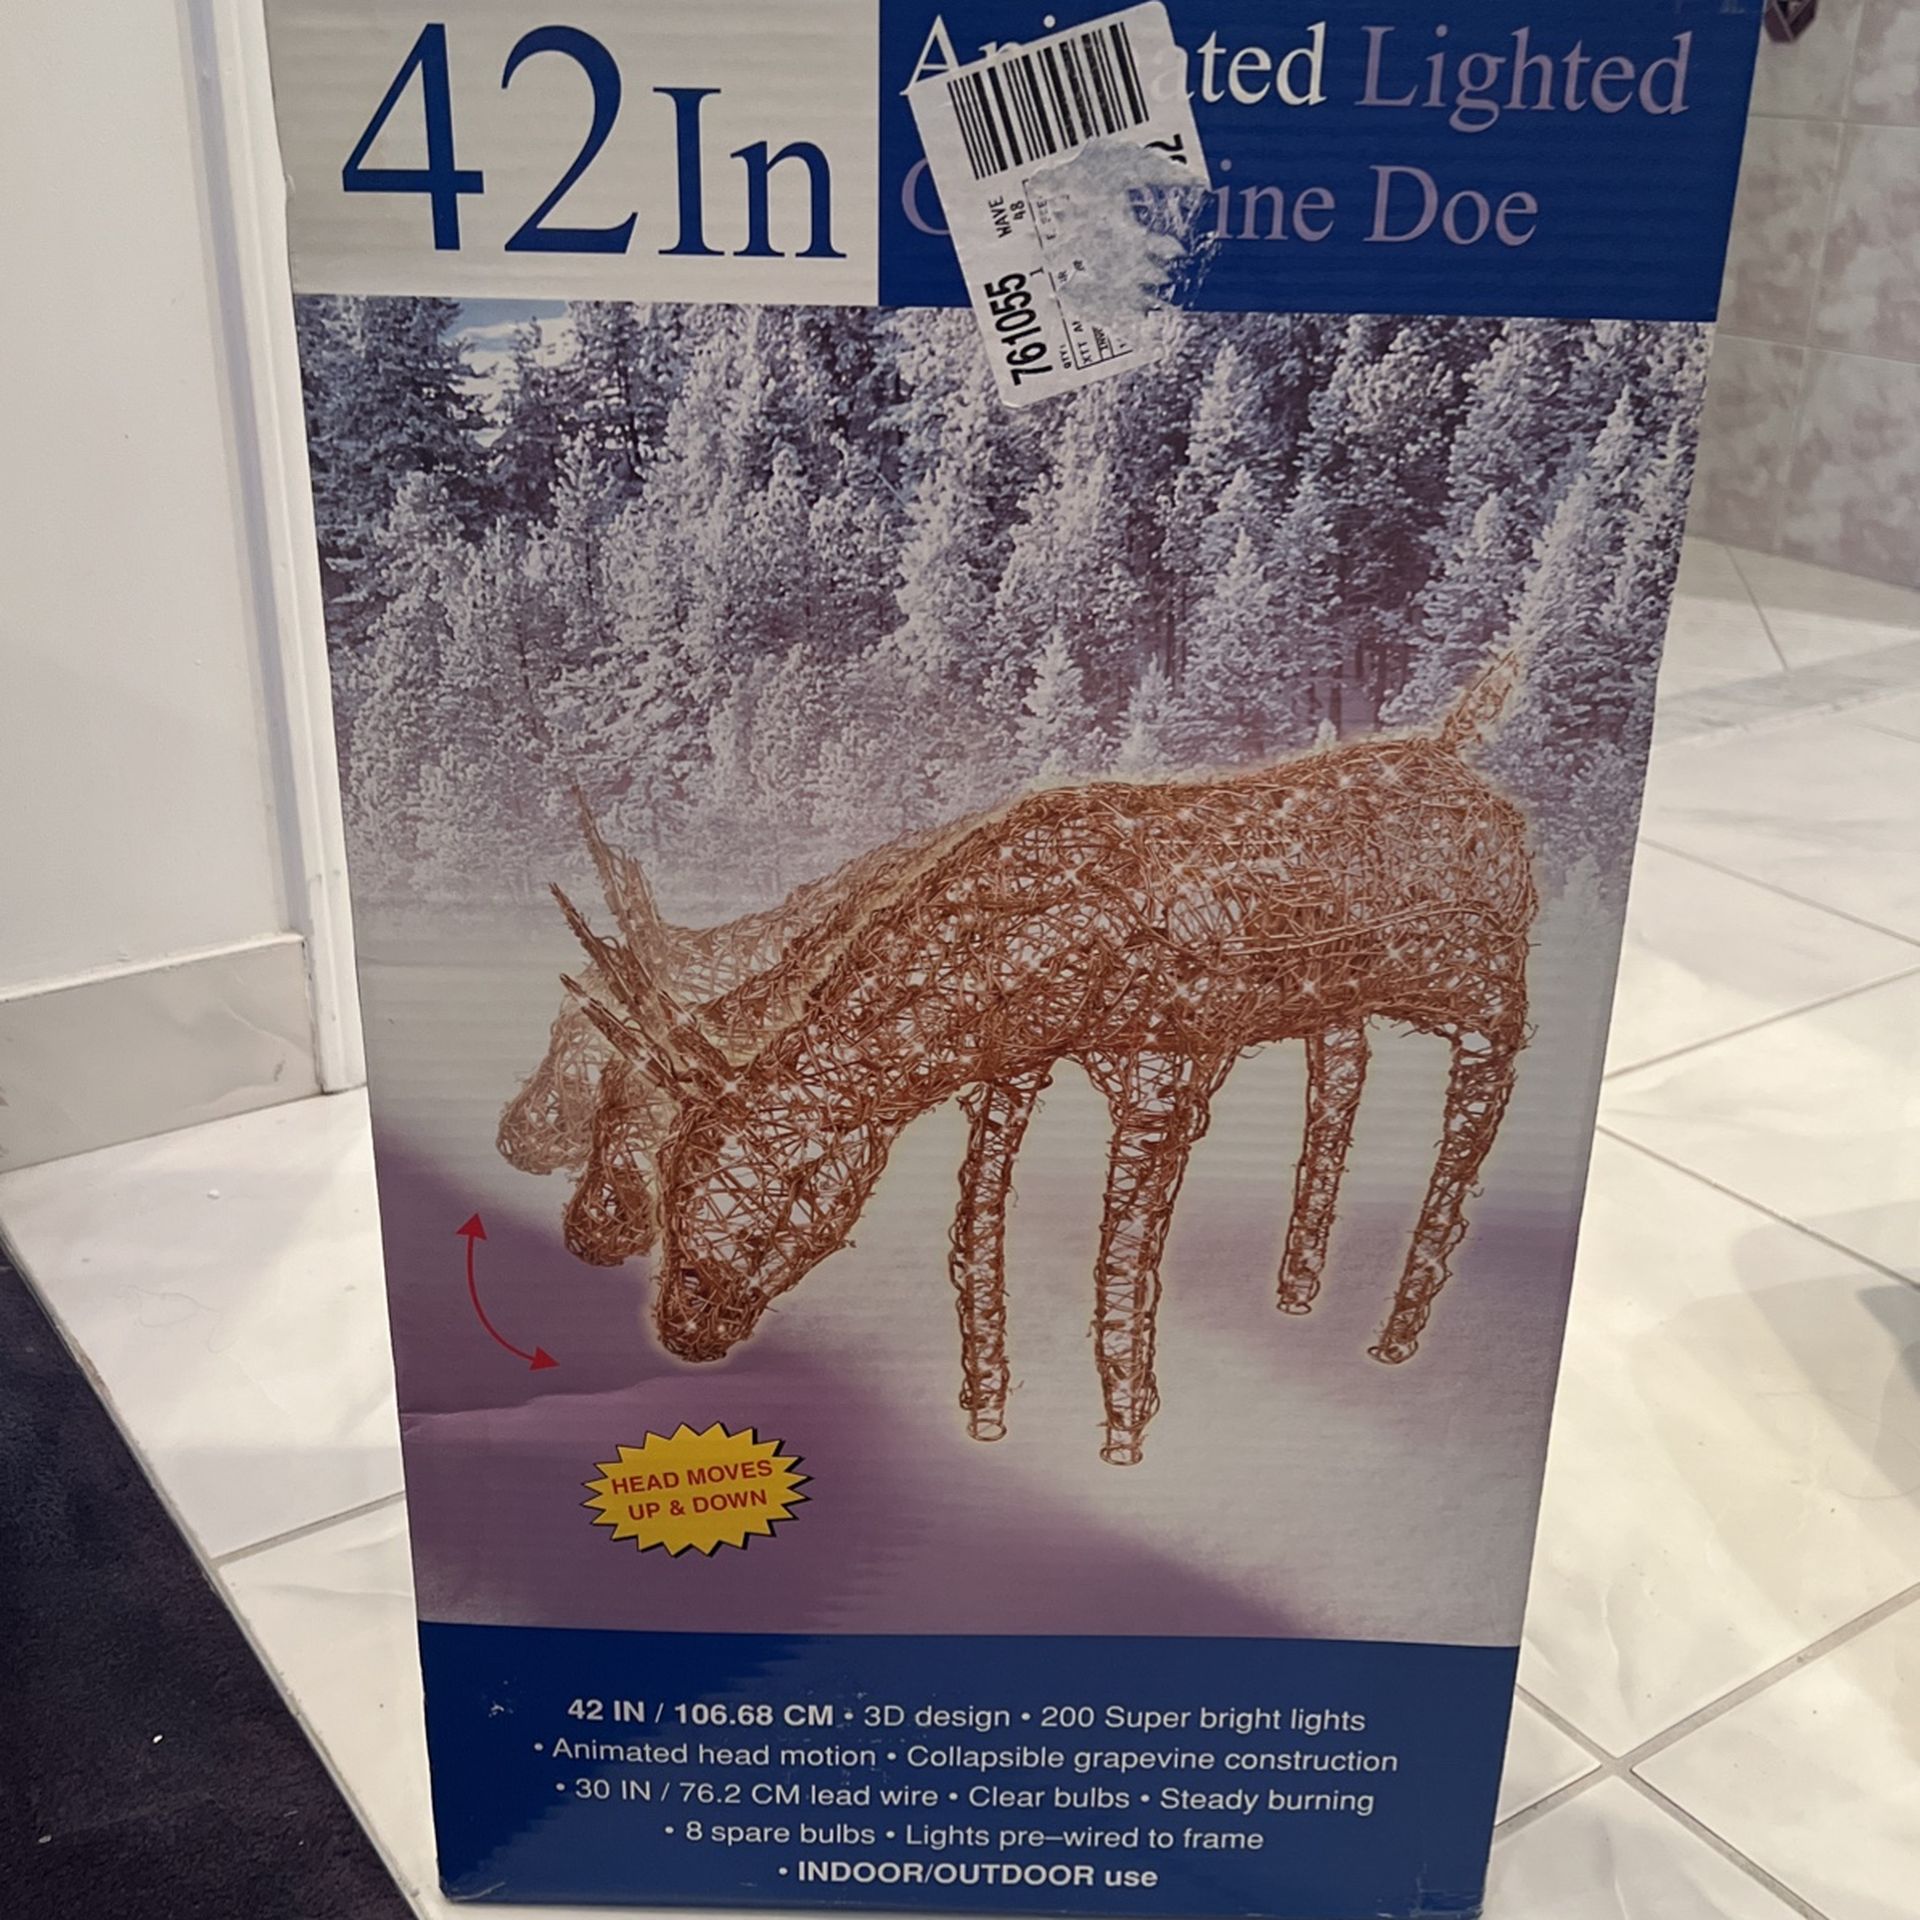 42In
ated Lighted
ine Doe
WAVE
48
761055
HEAD MOVES
UP & DOWN
42 IN / 106.68 CM • 3D design • 200 Super bright lights
• Animated head motion • Collapsible grapevine construction
• 30 IN / 76.2 CM lead wire • Clear bulbs • Steady burning
• 8 spare bulbs • Lights pre–wired to frame
• INDOOR/OUTDOOR use